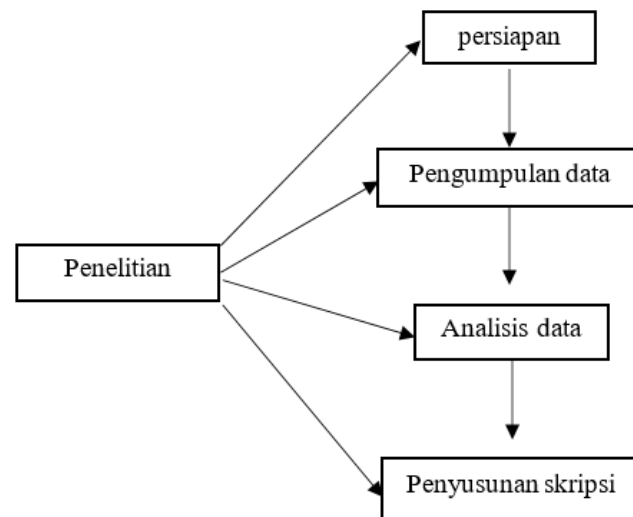 persiapan
Pengumpulan data
Penelitian
Analisis data
Penyusunan skripsi